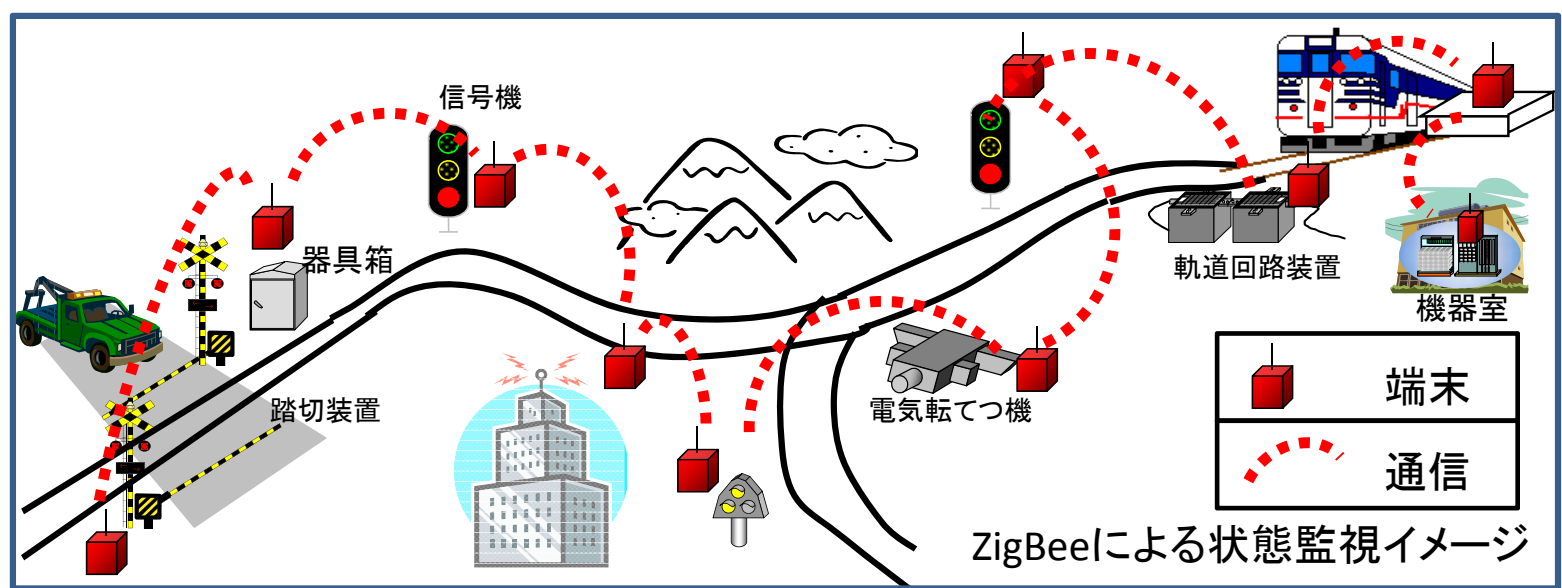 信号機
器具箱
踏切装置
電気転てつ機
軌道回路装置
機器室
端末
通信
ZigBeeによる状態監視イメージ